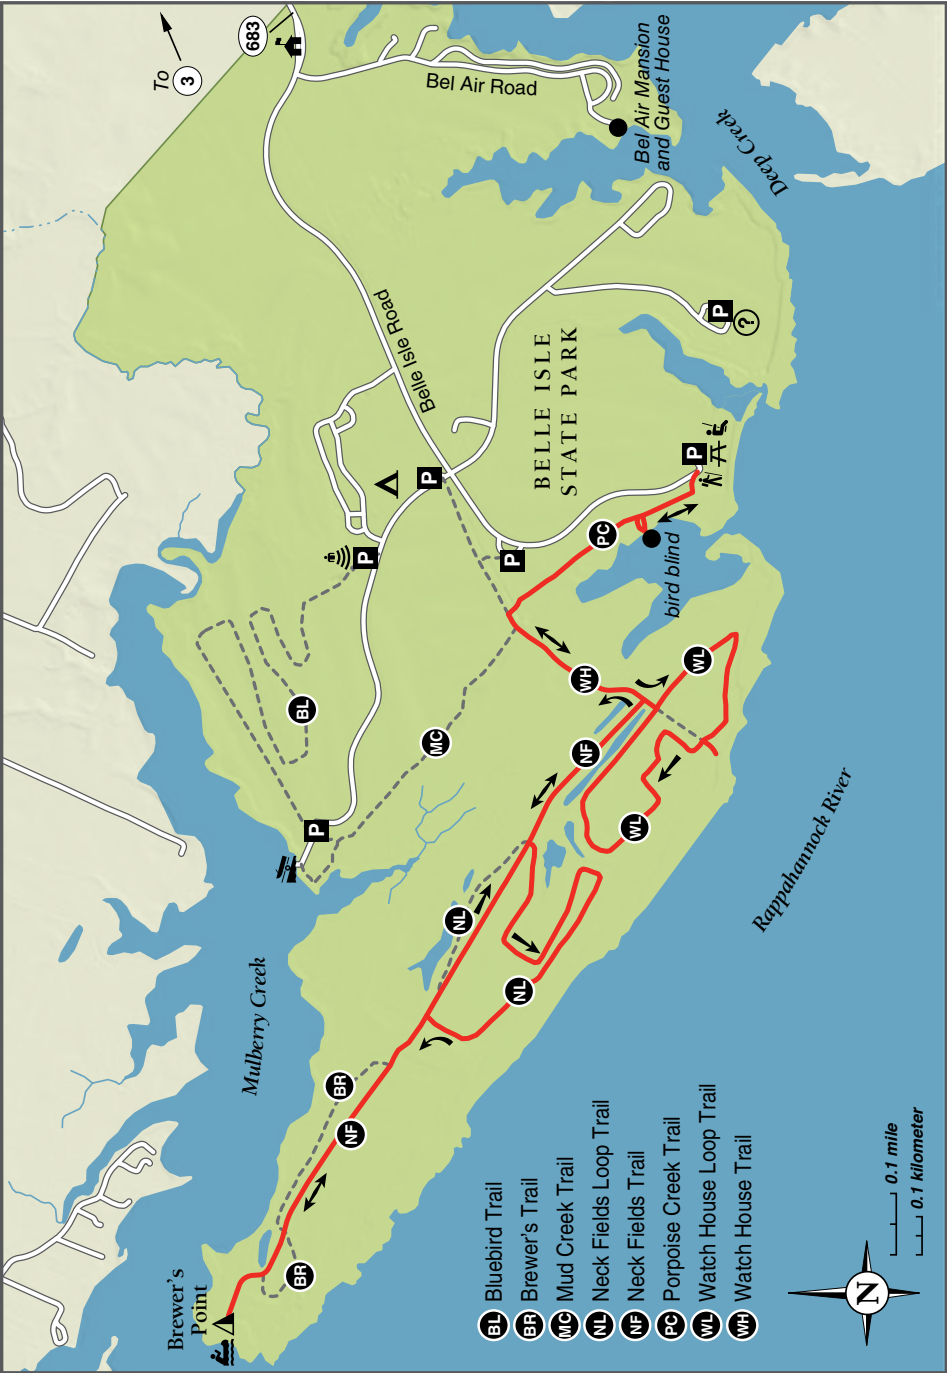 To
3
683
Bel Air Road
Bel Air Mansion
and Guest House
Deep Creek
Belle Isle Road
BELLE ISLE
STATE PARK
P
?
P
P
P
P
P
PC
bird blind
WH
WL
WL
NF
BL
MC
NL
NL
Mulberry Creek
Rappahannock River
BR
NF
BR
Brewer's
Point
BL Bluebird Trail
BR Brewer's Trail
MC Mud Creek Trail
NL Neck Fields Loop Trail
NF Neck Fields Trail
PC Porpoise Creek Trail
WL Watch House Loop Trail
WH Watch House Trail
N
0.1 mile
0.1 kilometer